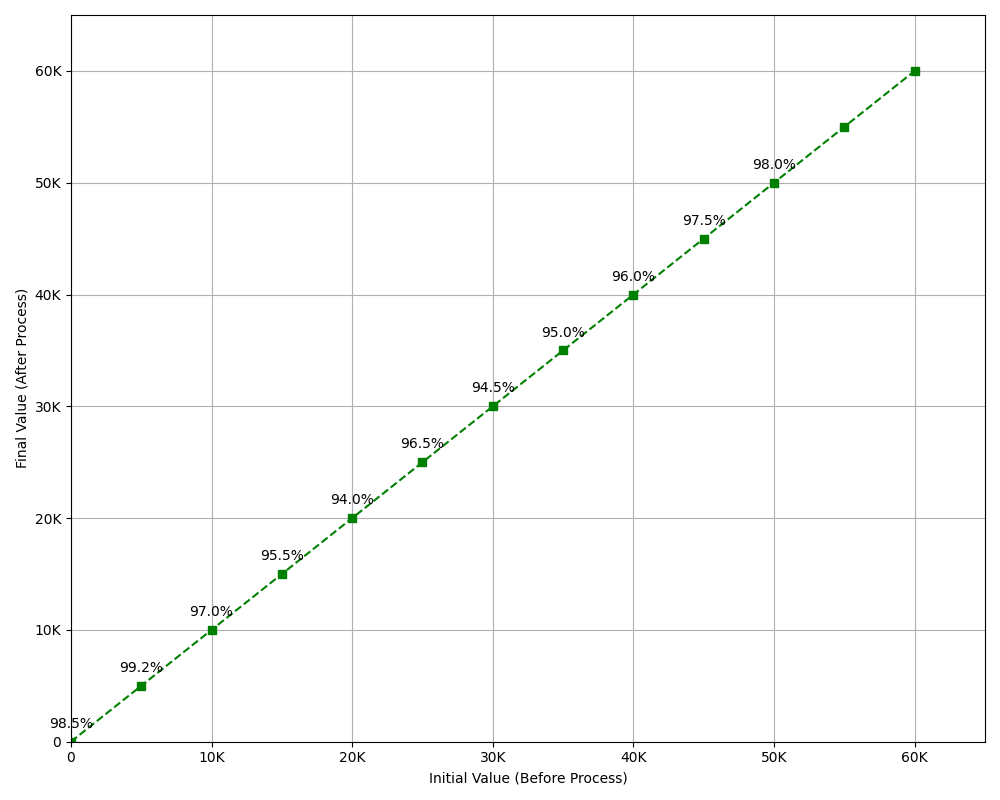 60K
98.0%
50K
97.5%
96.0%
40K
95.0%
94.5%
30K
96.5%
94.0%
20K
95.5%
97.0%
10K
99.2%
98.5%
0
Final Value (After Process)
0 10K 20K 30K 40K 50K 60K
Initial Value (Before Process)